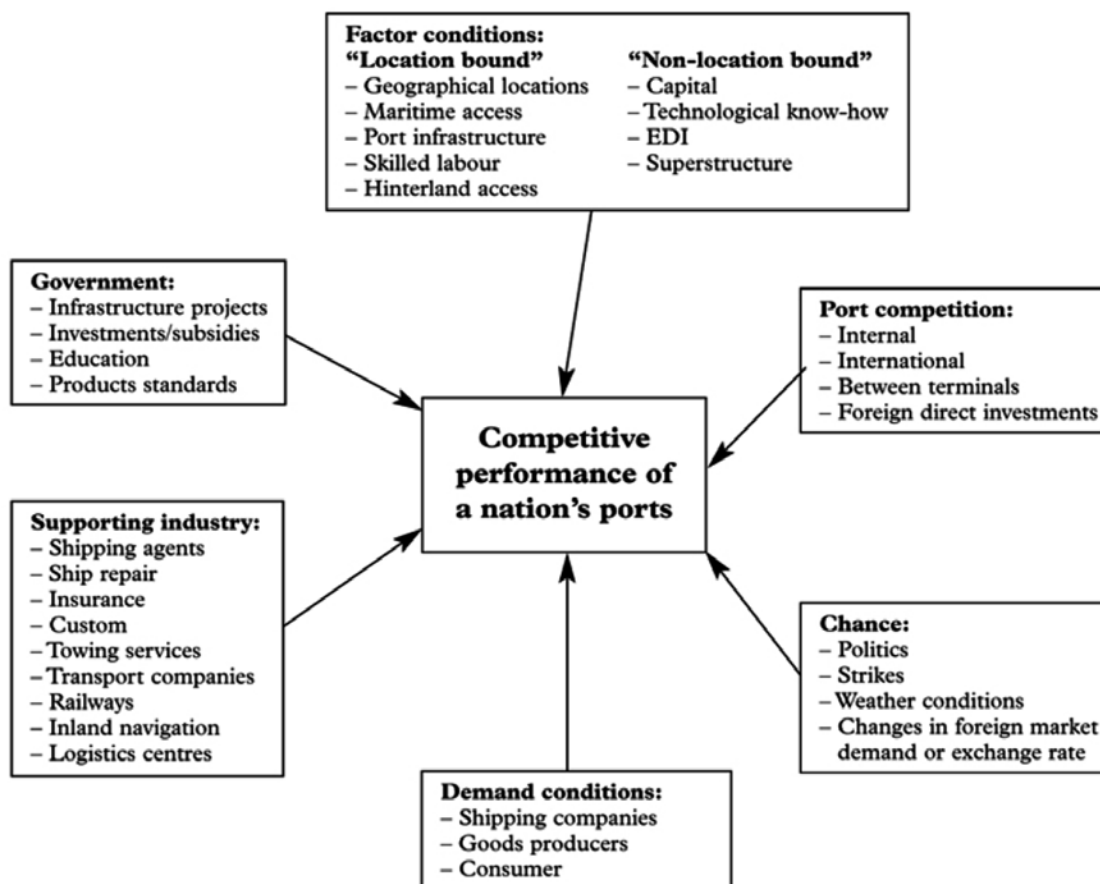 Factor conditions:
“Location bound”
– Geographical locations
– Maritime access
– Port infrastructure
– Skilled labour
– Hinterland access
“Non-location bound”
– Capital
– Technological know-how
– EDI
– Superstructure
Government:
– Infrastructure projects
– Investments/subsidies
– Education
– Products standards
Port competition:
– Internal
– International
– Between terminals
– Foreign direct investments
Competitive
performance of
a nation’s ports
Supporting industry:
– Shipping agents
– Ship repair
– Insurance
– Custom
– Towing services
– Transport companies
– Railways
– Inland navigation
– Logistics centres
Chance:
– Politics
– Strikes
– Weather conditions
– Changes in foreign market
demand or exchange rate
Demand conditions:
– Shipping companies
– Goods producers
– Consumer